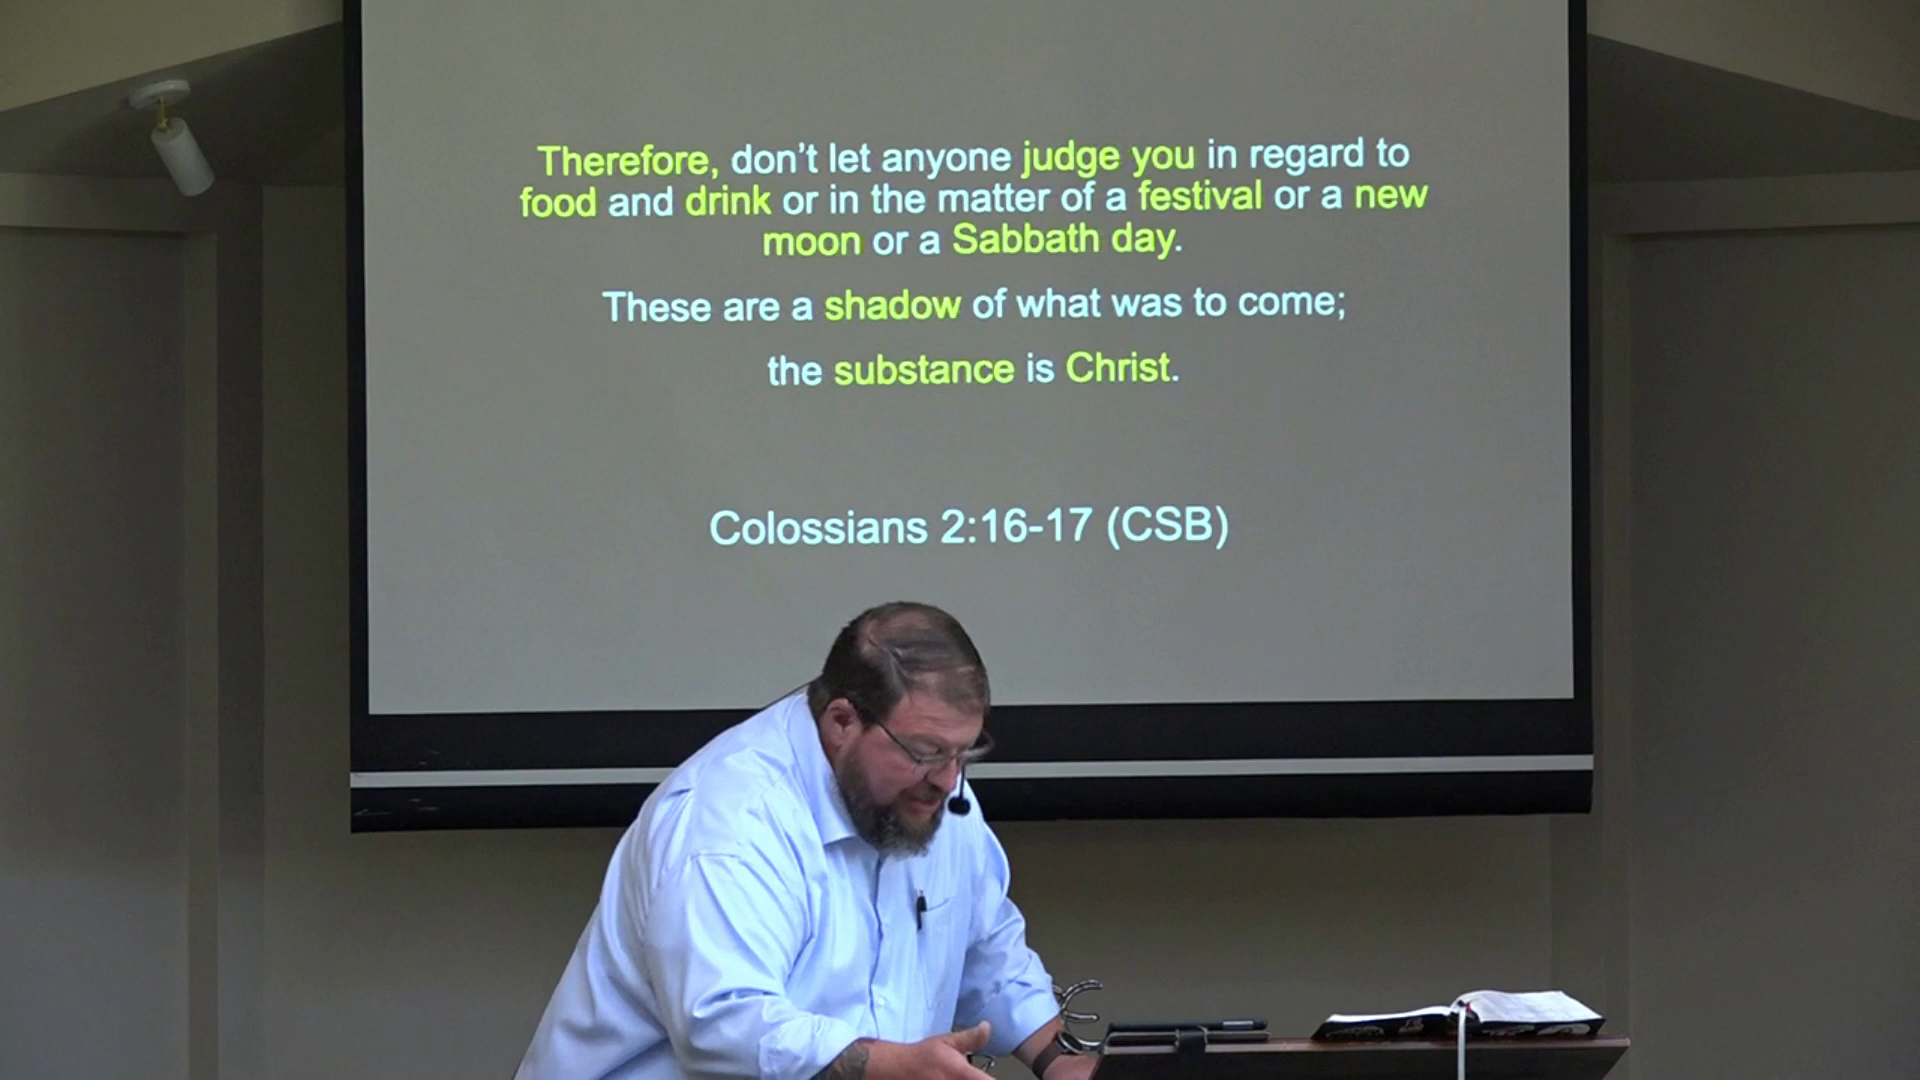 Therefore, don't let anyone judge you in regard to
food and drink or in the matter of a festival or a new
moon or a Sabbath day.
These are a shadow of what was to come;
the substance is Christ.
Colossians 2:16-17 (CSB)